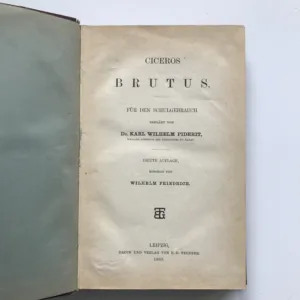 CICEROS
BRUTUS.
FÜR DEN SCHULGEBRAUCH
ERKLÄRT VON
DR. KARL WILHELM PIDERIT,
DRITTE AUFLAGE,
BESORGT VON
WILHELM FRIEDRICH.
LEIPZIG,
DRUCK UND VERLAG VON B. G. TEUBNER.